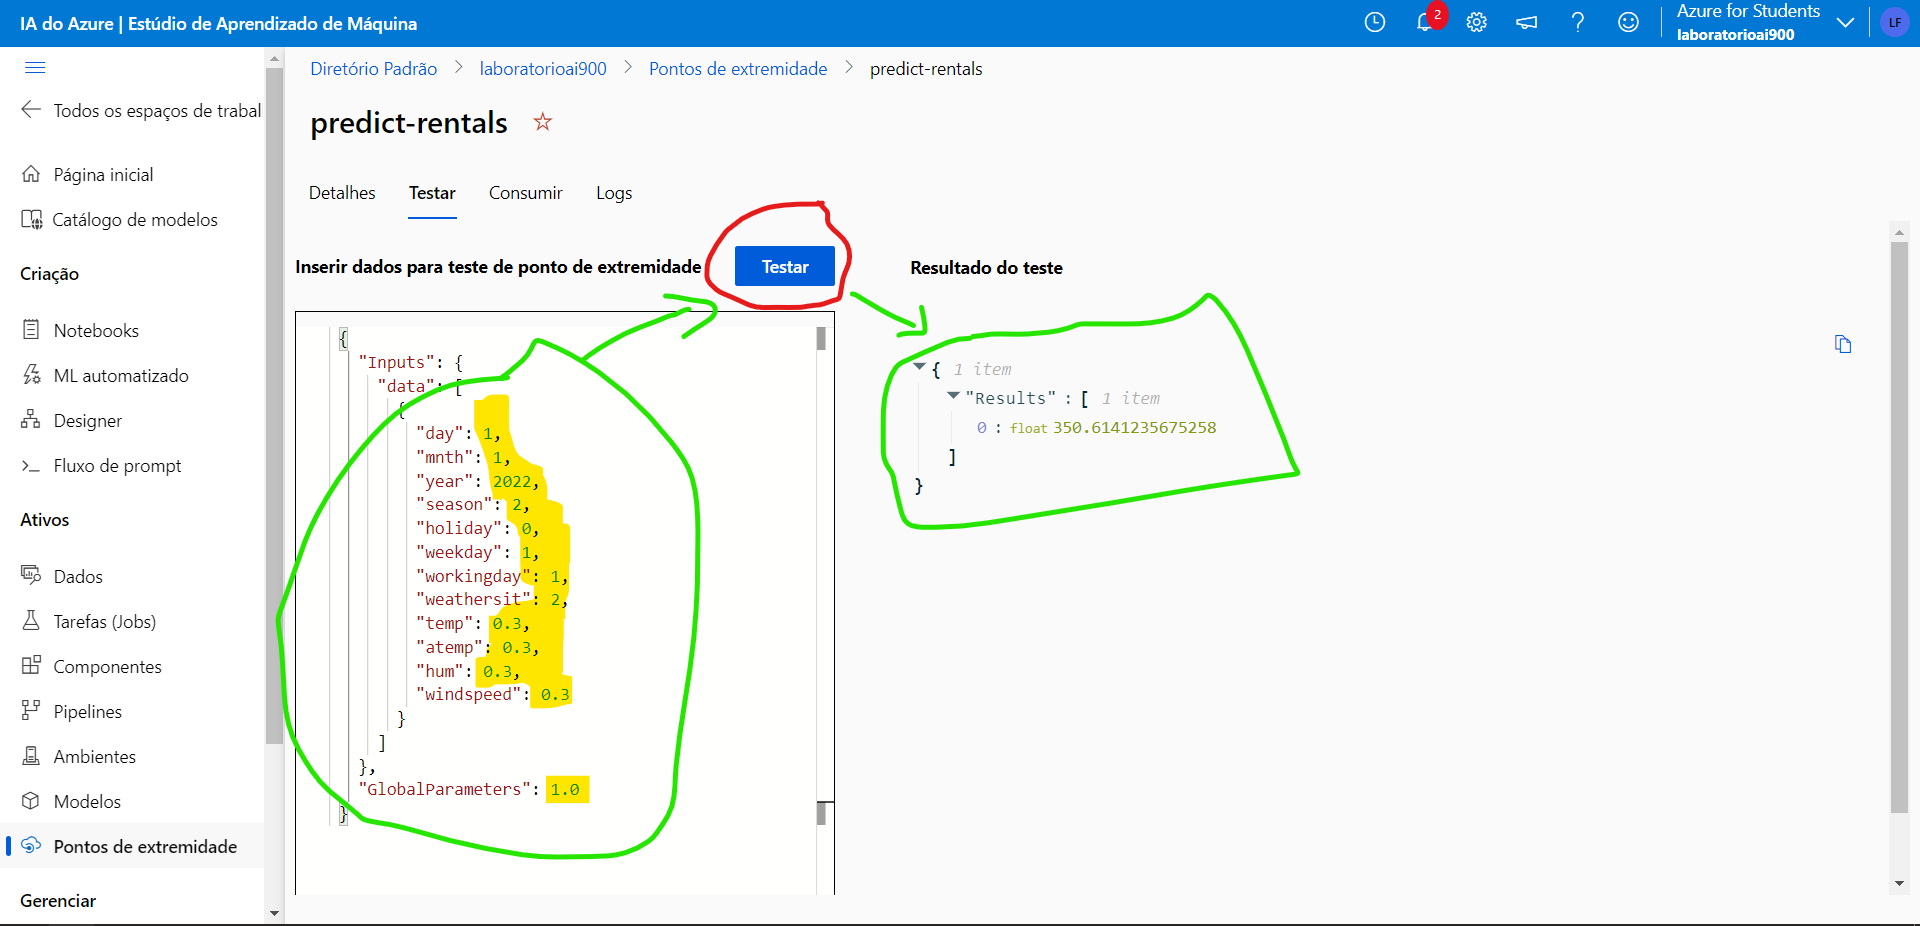 IA do Azure | Estúdio de Aprendizado de Máquina
2
Azure for Students
laboratorioai900
LF
Todos os espaços de trabal
Página inicial
Catálogo de modelos
Criação
Notebooks
ML automatizado
Designer
Fluxo de prompt
Ativos
Dados
Tarefas (Jobs)
Componentes
Pipelines
Ambientes
Modelos
Pontos de extremidade
Gerenciar
Diretório Padrão > laboratorioai900 > Pontos de extremidade > predict-rentals
predict-rentals
Detalhes Testar Consumir Logs
Inserir dados para teste de ponto de extremidade
Testar
{
"Inputs": {
"data": [
{
"day": 1,
"mnth": 1,
"year": 2022,
"season": 2,
"holiday": 0,
"weekday": 1,
"workingday": 1,
"weathersit": 2,
"temp": 0.3,
"atemp": 0.3,
"hum": 0.3,
"windspeed": 0.3
}
]
},
"GlobalParameters": 1.0
}
Resultado do teste
{ 1 item
"Results" : [ 1 item
0 : float 350.6141235675258
]
}